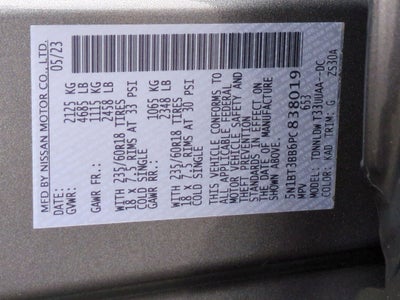 MFD BY NISSAN MOTOR CO., LTD.
DATE: 05/23
GVWR: 2125 KG
4685 LB
GAWR FR.: 1115 KG
2458 LB
WITH 235/60R18 TIRES
18 X 7.5 RIMS AT 33 PSI
COLD SINGLE
GAWR RR.: 1065 KG
2348 LB
WITH 235/60R18 TIRES
18 X 7.5 RIMS AT 30 PSI
COLD SINGLE
THIS VEHICLE CONFORMS TO
ALL APPLICABLE FEDERAL
MOTOR VEHICLE SAFETY AND
THEFT PREVENTION
STANDARDS IN EFFECT ON
THE DATE OF MANUFACTURE
SHOWN ABOVE.
5N1BT3BB6PC838019
MPV 653
MODEL: TDNNLDW T33UUAA--DC
COLOR: KAD TRIM: G ZS30A